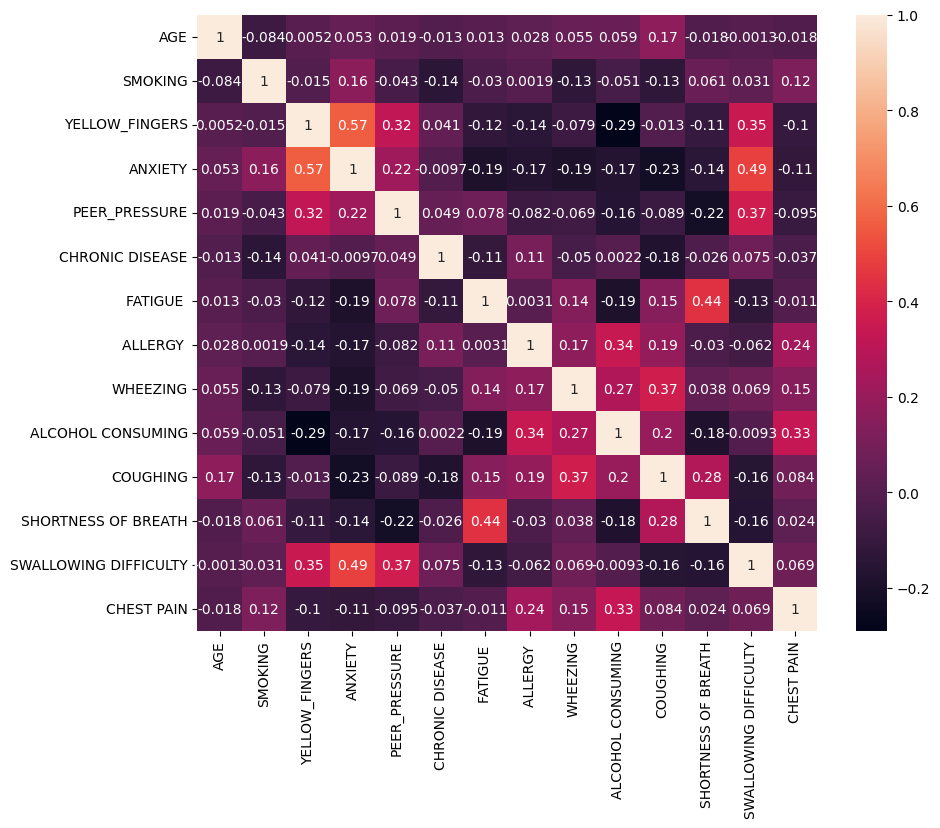 AGE 1 -0.084 0.0052 0.053 0.019 -0.013 0.013 0.028 0.055 0.059 0.17 -0.018 -0.0013 -0.018
SMOKING -0.084 1 -0.015 0.16 -0.043 -0.14 -0.03 0.0019 -0.13 -0.051 -0.13 0.061 0.031 0.12
YELLOW_FINGERS 0.0052 -0.015 1 0.57 0.32 0.041 -0.12 -0.14 -0.079 -0.29 -0.013 -0.11 0.35 -0.1
ANXIETY 0.053 0.16 0.57 1 0.22 -0.0097 -0.19 -0.17 -0.19 -0.17 -0.23 -0.14 0.49 -0.11
PEER_PRESSURE 0.019 -0.043 0.32 0.22 1 0.049 0.078 -0.082 -0.069 -0.16 -0.089 -0.22 0.37 -0.095
CHRONIC DISEASE -0.013 -0.14 0.041 -0.0097 0.049 1 -0.11 0.11 -0.05 0.0022 -0.18 -0.026 0.075 -0.037
FATIGUE 0.013 -0.03 -0.12 -0.19 0.078 -0.11 1 0.0031 0.14 -0.19 0.15 0.44 -0.13 -0.011
ALLERGY 0.028 0.0019 -0.14 -0.17 -0.082 0.11 0.0031 1 0.17 0.34 0.19 -0.03 -0.062 0.24
WHEEZING 0.055 -0.13 -0.079 -0.19 -0.069 -0.05 0.14 0.17 1 0.27 0.37 0.038 0.069 0.15
ALCOHOL CONSUMING 0.059 -0.051 -0.29 -0.17 -0.16 0.0022 -0.19 0.34 0.27 1 0.2 -0.18 -0.0093 0.33
COUGHING 0.17 -0.13 -0.013 -0.23 -0.089 -0.18 0.15 0.19 0.37 0.2 1 0.28 -0.16 0.084
SHORTNESS OF BREATH -0.018 0.061 -0.11 -0.14 -0.22 -0.026 0.44 -0.03 0.038 -0.18 0.28 1 -0.16 0.024
SWALLOWING DIFFICULTY -0.0013 0.031 0.35 0.49 0.37 0.075 -0.13 -0.062 0.069 -0.0093 -0.16 -0.16 1 0.069
CHEST PAIN -0.018 0.12 -0.1 -0.11 -0.095 -0.037 -0.011 0.24 0.15 0.33 0.084 0.024 0.069 1
AGE
SMOKING
YELLOW_FINGERS
ANXIETY
PEER_PRESSURE
CHRONIC DISEASE
FATIGUE
ALLERGY
WHEEZING
ALCOHOL CONSUMING
COUGHING
SHORTNESS OF BREATH
SWALLOWING DIFFICULTY
CHEST PAIN
1.0
0.8
0.6
0.4
0.2
0.0
−0.2